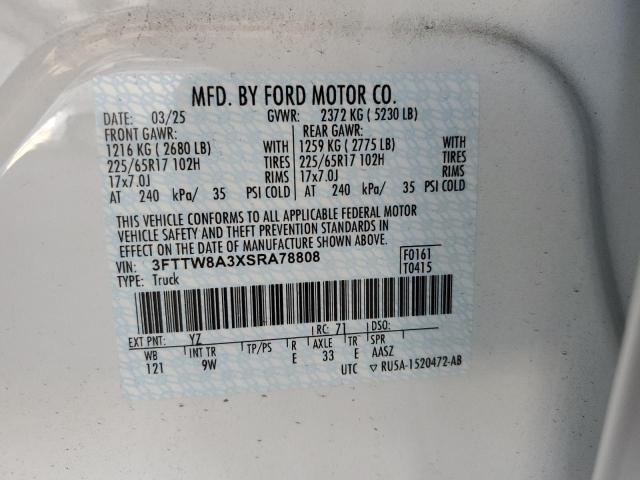 MFD. BY FORD MOTOR CO.
DATE: 03/25 GVWR: 2372 KG (5230 LB)
FRONT GAWR: REAR GAWR:
1216 KG (2680 LB) WITH 1259 KG (2775 LB) WITH
225/65R17 102H TIRES 225/65R17 102H TIRES
17x7.0J RIMS 17x7.0J RIMS
AT 240 kPa/ 35 PSI COLD AT 240 kPa/ 35 PSI COLD
THIS VEHICLE CONFORMS TO ALL APPLICABLE FEDERAL MOTOR
VEHICLE SAFETY AND THEFT PREVENTION STANDARDS IN
EFFECT ON THE DATE OF MANUFACTURE SHOWN ABOVE.
VIN: 3FTTW8A3XSRA78808 F0161
TYPE: Truck T0415
EXT PNT: YZ RC: 71 DSO:
WB INT TR TP/PS R AXLE TR SPR
121 9W E 33 E AASZ
UTC ▽ RU5A-1520472-AB